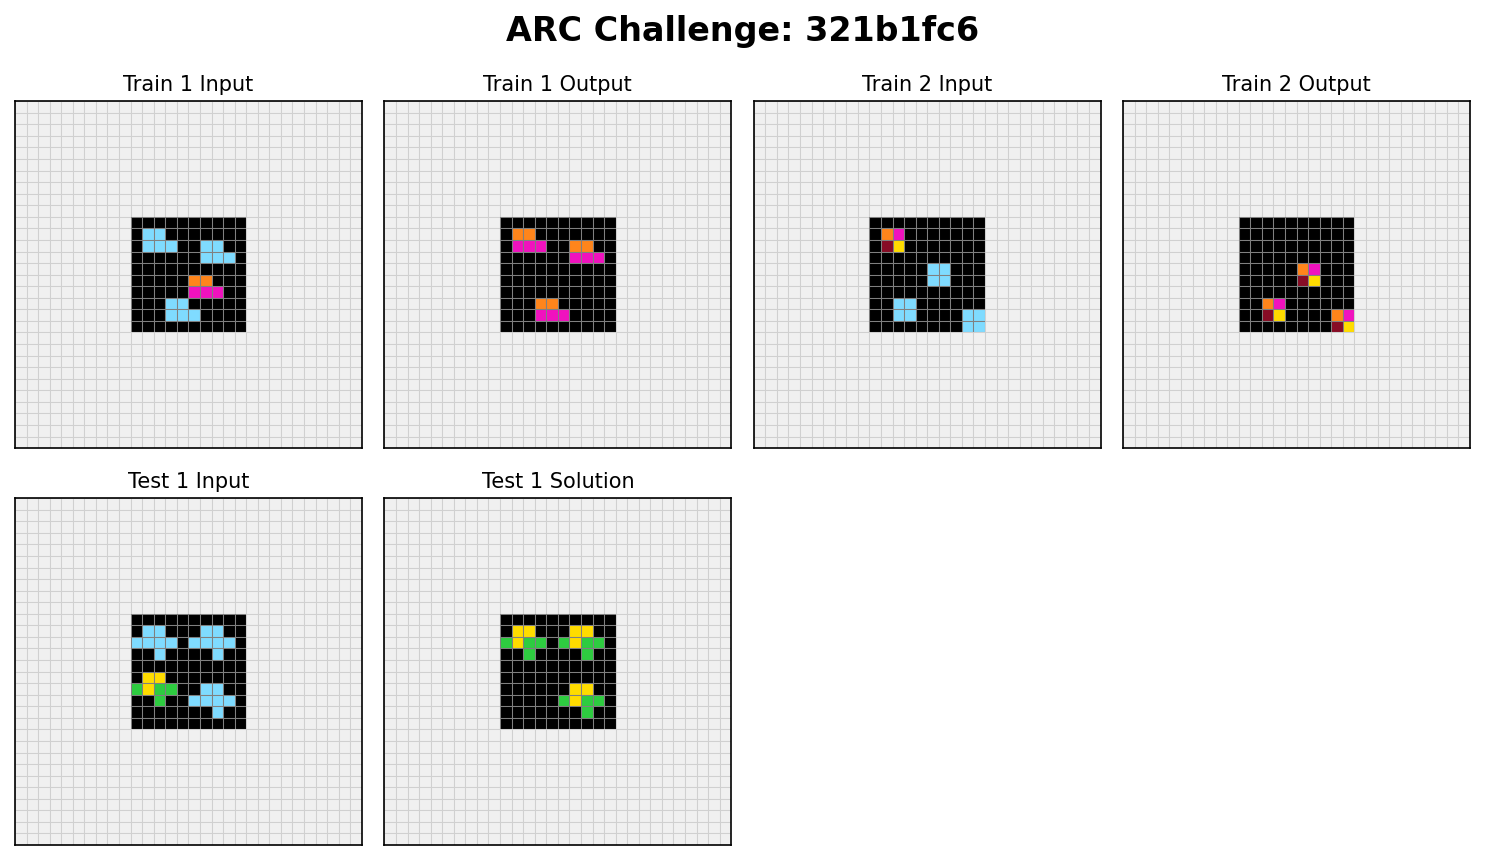 ARC Challenge: 321b1fc6
Train 1 Input
Train 1 Output
Train 2 Input
Train 2 Output
Test 1 Input
Test 1 Solution